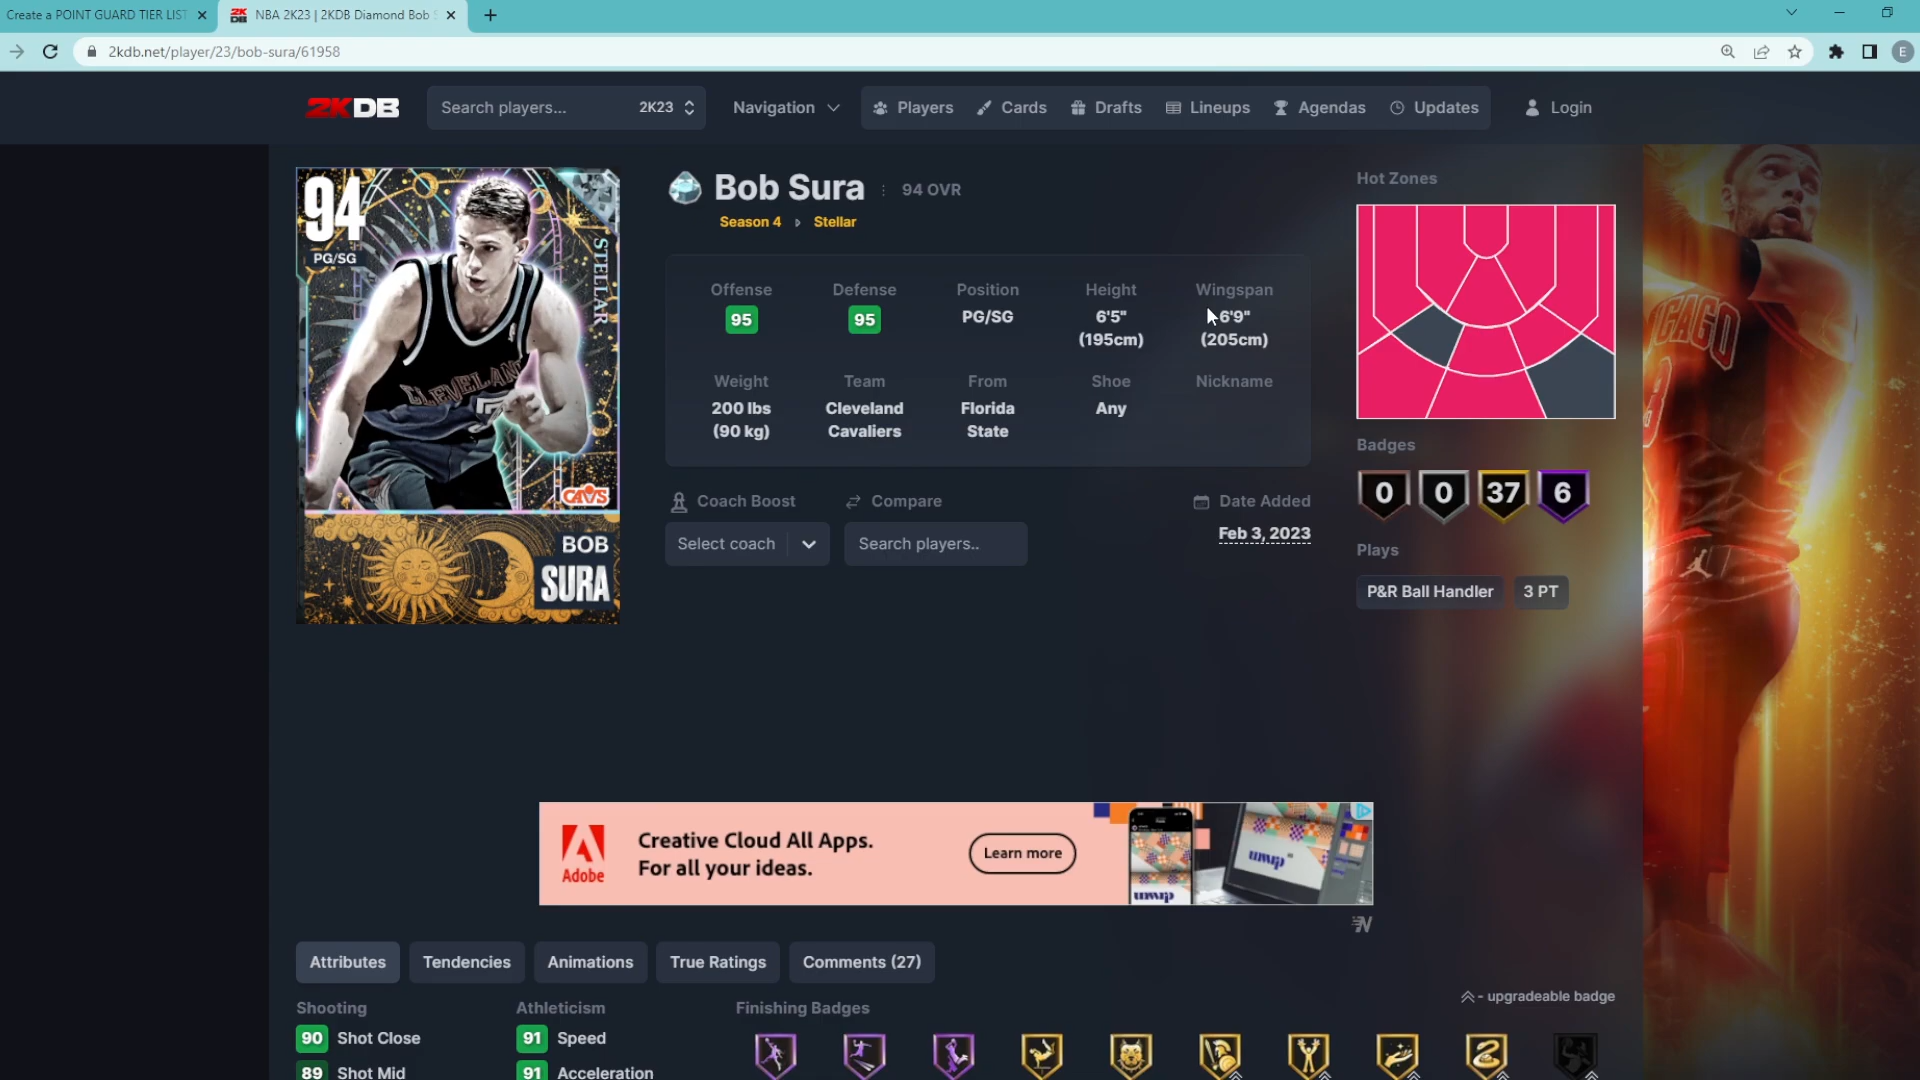 Create a POINT GUARD TIER LIST
NBA 2K23 | 2KDB Diamond Bob
2kdb.net/player/23/bob-sura/61958
E
2KDB
Search players...
2K23
Navigation
Players
Cards
Drafts
Lineups
Agendas
Updates
Login
94
PG/SG
STELLAR
CLEVELAND
CAVS
BOB
SURA
Bob Sura : 94 OVR
Season 4
Stellar
Offense
Defense
Position
Height
Wingspan
95
95
PG/SG
6'5"
6'9"
(195cm)
(205cm)
Weight
Team
From
Shoe
Nickname
200 lbs
Cleveland
Florida
Any
(90 kg)
Cavaliers
State
Coach Boost
Compare
Date Added
Select coach
Search players..
Feb 3, 2023
Hot Zones
Badges
0
0
37
6
Plays
P&R Ball Handler
3 PT
Adobe
Creative Cloud All Apps.
For all your ideas.
Learn more
unwrp
unwrp
Attributes
Tendencies
Animations
True Ratings
Comments (27)
- upgradeable badge
Shooting
Athleticism
Finishing Badges
90 Shot Close
91 Speed
89 Shot Mid
91 Acceleration